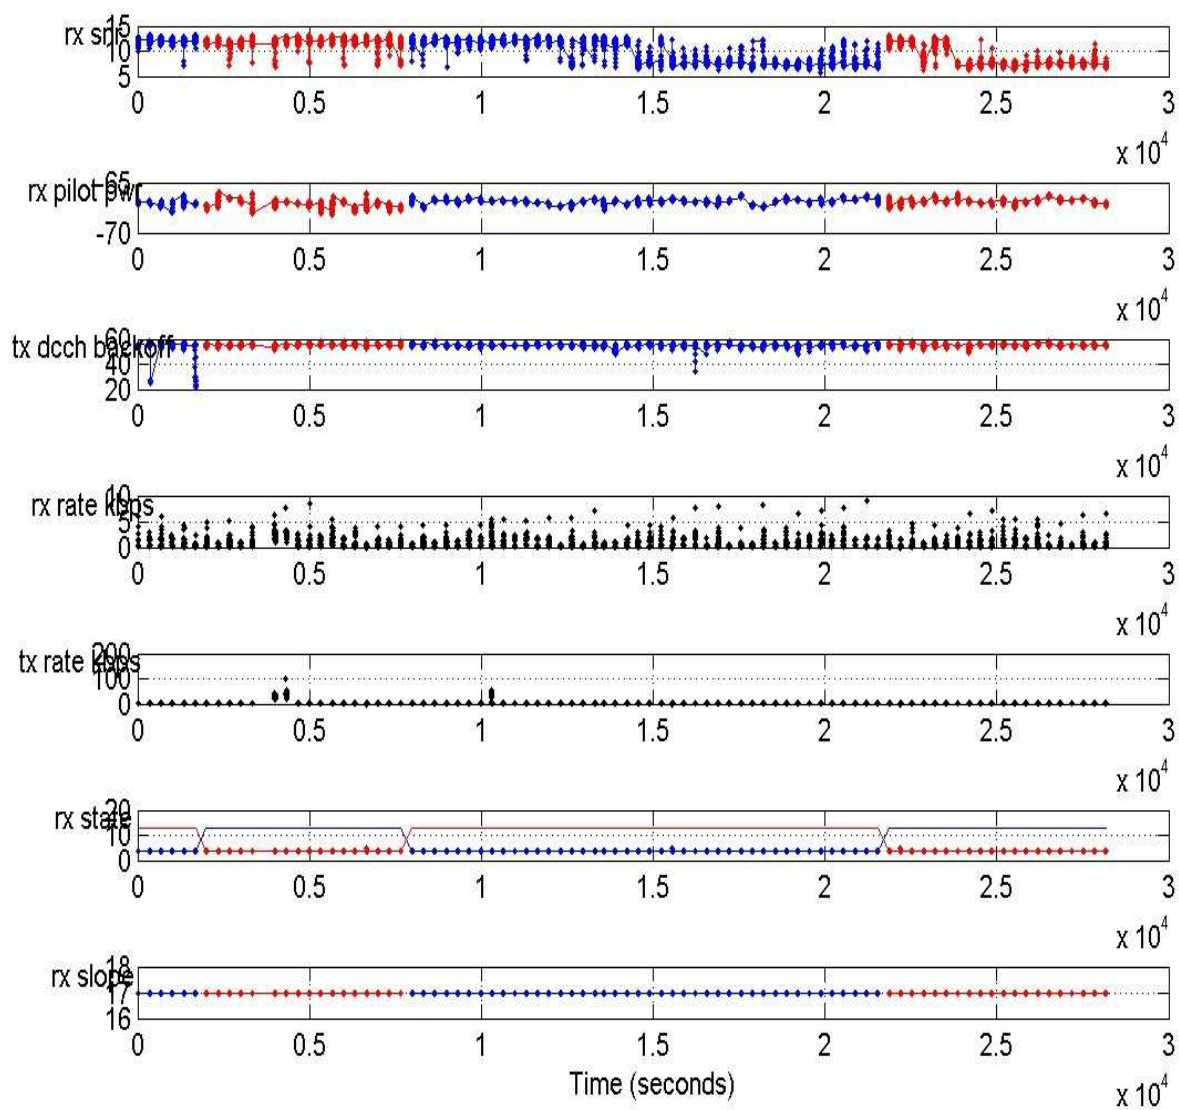 rx snr
15
10
5
0 0.5 1 1.5 2 2.5 3
x 10^4
rx pilot pwr
-65
-70
0 0.5 1 1.5 2 2.5 3
x 10^4
tx dcch backoff
60
40
20
0 0.5 1 1.5 2 2.5 3
x 10^4
rx rate kbps
10
5
0
0 0.5 1 1.5 2 2.5 3
x 10^4
tx rate kbps
200
100
0
0 0.5 1 1.5 2 2.5 3
x 10^4
rx state
20
10
0
0 0.5 1 1.5 2 2.5 3
x 10^4
rx slope
18
17
16
0 0.5 1 1.5 2 2.5 3
Time (seconds)
x 10^4